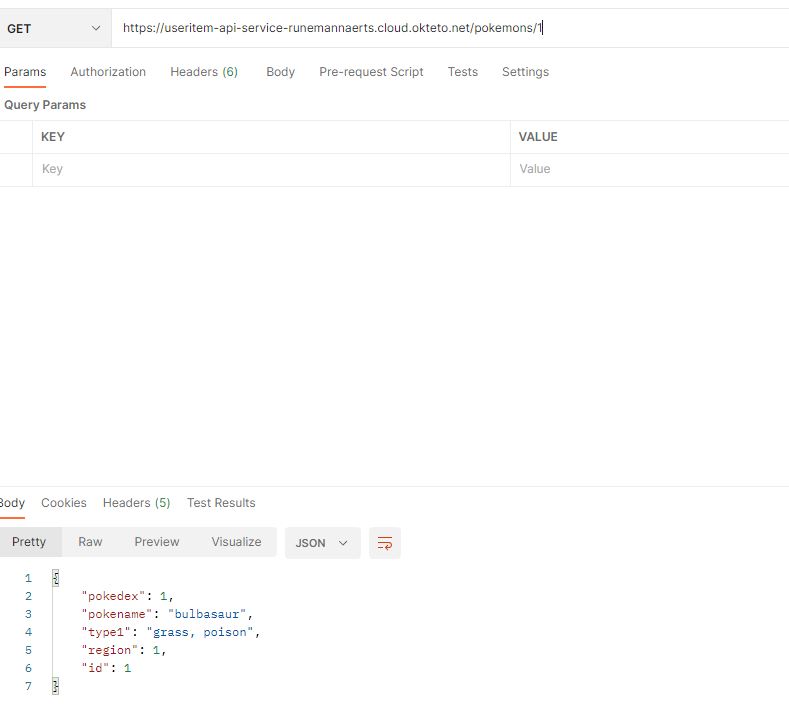 GET https://useritem-api-service-runemannaerts.cloud.okteto.net/pokemons/1
Params Authorization Headers (6) Body Pre-request Script Tests Settings
Query Params
KEY VALUE
Key Value
Body Cookies Headers (5) Test Results
Pretty Raw Preview Visualize JSON
1 {
2 "pokedex": 1,
3 "pokename": "bulbasaur",
4 "type1": "grass, poison",
5 "region": 1,
6 "id": 1
7 }